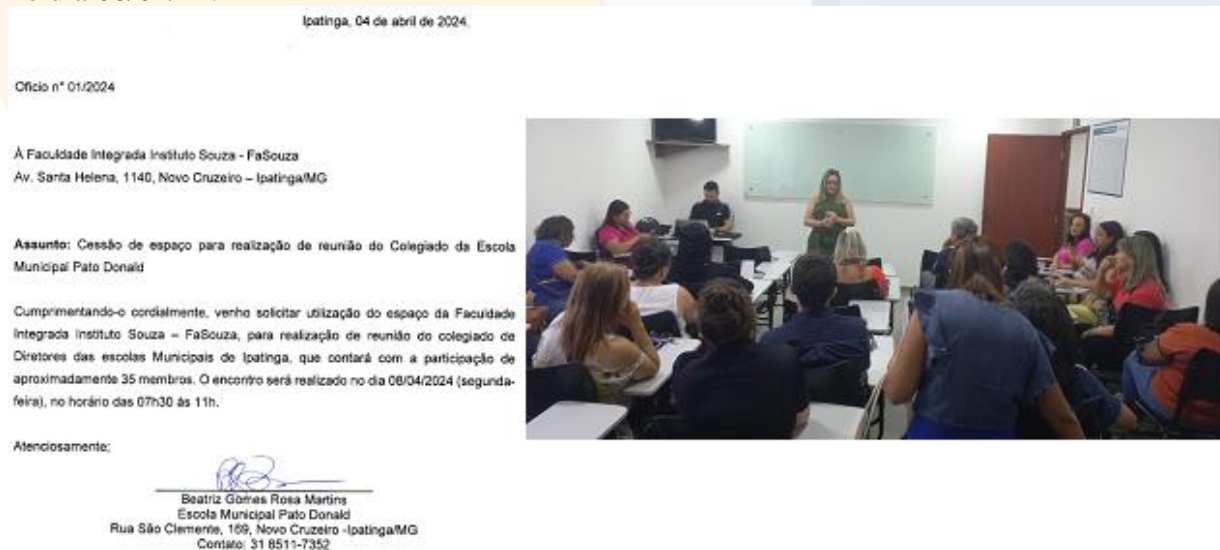 Ipatinga, 04 de abril de 2024.
Oficio n° 01/2024
À Faculdade Integrada Instituto Souza - FaSouza
Av. Santa Helena, 1140, Novo Cruzeiro – Ipatinga/MG
Assunto: Cessão de espaço para realização de reunião do Colegiado da Escola
Municipal Pato Donald
Cumprimentando-o cordialmente, venho solicitar utilização do espaço da Faculdade
Integrada Instituto Souza – FaSouza, para realização de reunião do colegiado de
Diretores das escolas Municipais de Ipatinga, que contará com a participação de
aproximadamente 35 membros. O encontro será realizado no dia 08/04/2024 (segunda-
feira), no horário das 07h30 às 11h.
Atenciosamente;
Beatriz Gomes Rosa Martins
Escola Municipal Pato Donald
Rua São Clemente, 169, Novo Cruzeiro -Ipatinga/MG
Contato: 31 8511-7352